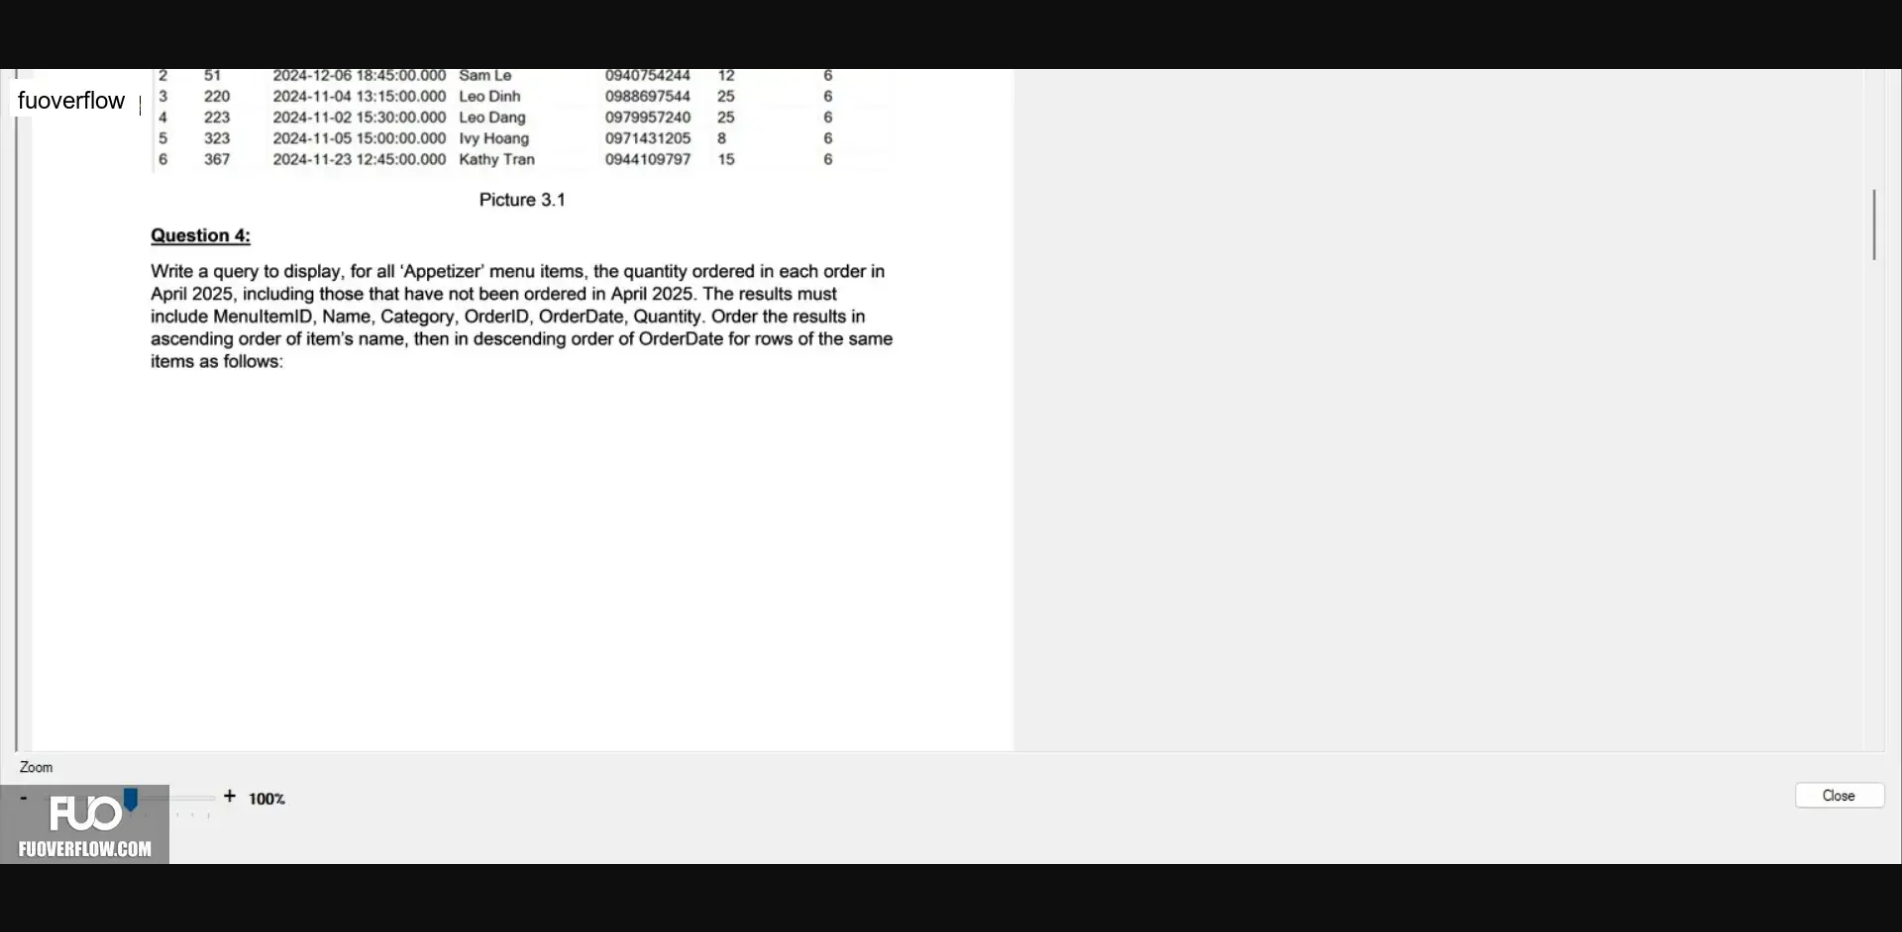 2 51 2024-12-06 18:45:00.000 Sam Le 0940754244 12 6
fuoverflow
3 220 2024-11-04 13:15:00.000 Leo Dinh 0988697544 25 6
4 223 2024-11-02 15:30:00.000 Leo Dang 0979957240 25 6
5 323 2024-11-05 15:00:00.000 Ivy Hoang 0971431205 8 6
6 367 2024-11-23 12:45:00.000 Kathy Tran 0944109797 15 6
Picture 3.1
Question 4:
Write a query to display, for all ‘Appetizer’ menu items, the quantity ordered in each order in
April 2025, including those that have not been ordered in April 2025. The results must
include MenuItemID, Name, Category, OrderID, OrderDate, Quantity. Order the results in
ascending order of item's name, then in descending order of OrderDate for rows of the same
items as follows:
Zoom
- + 100%
Close
FUO
FUOVERFLOW.COM